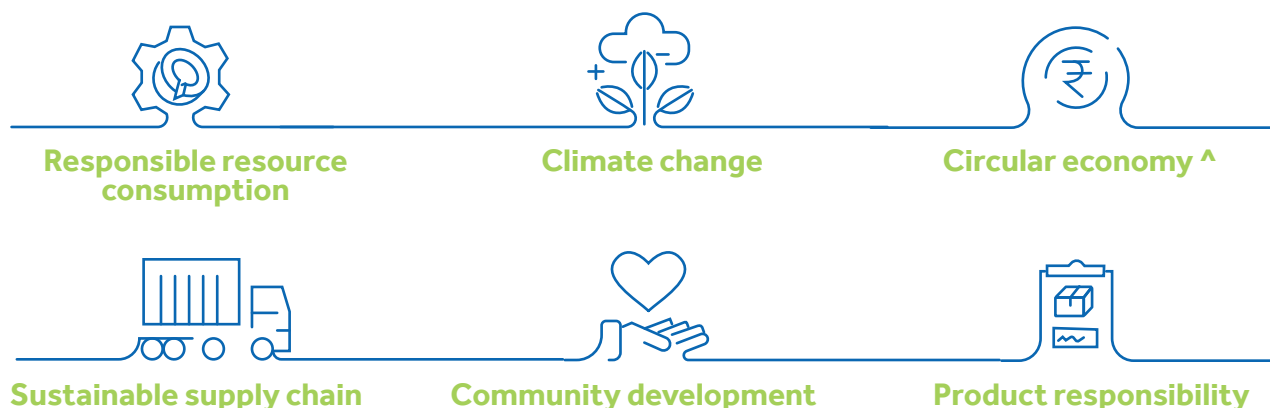 Responsible resource
consumption
Climate change
Circular economy ^
Sustainable supply chain
Community development
Product responsibility